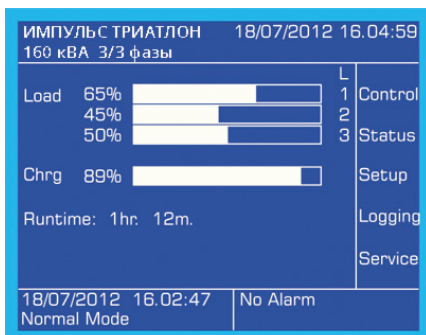 ИМПУЛЬС ТРИАТЛОН 18/07/2012 16.04:59
160 кВА 3/3 фазы
L
Load 65% 1 Control
45% 2
50% 3 Status
Chrg 89% Setup
Runtime: 1hr. 12m. Logging
Service
18/07/2012 16.02:47 No Alarm
Normal Mode